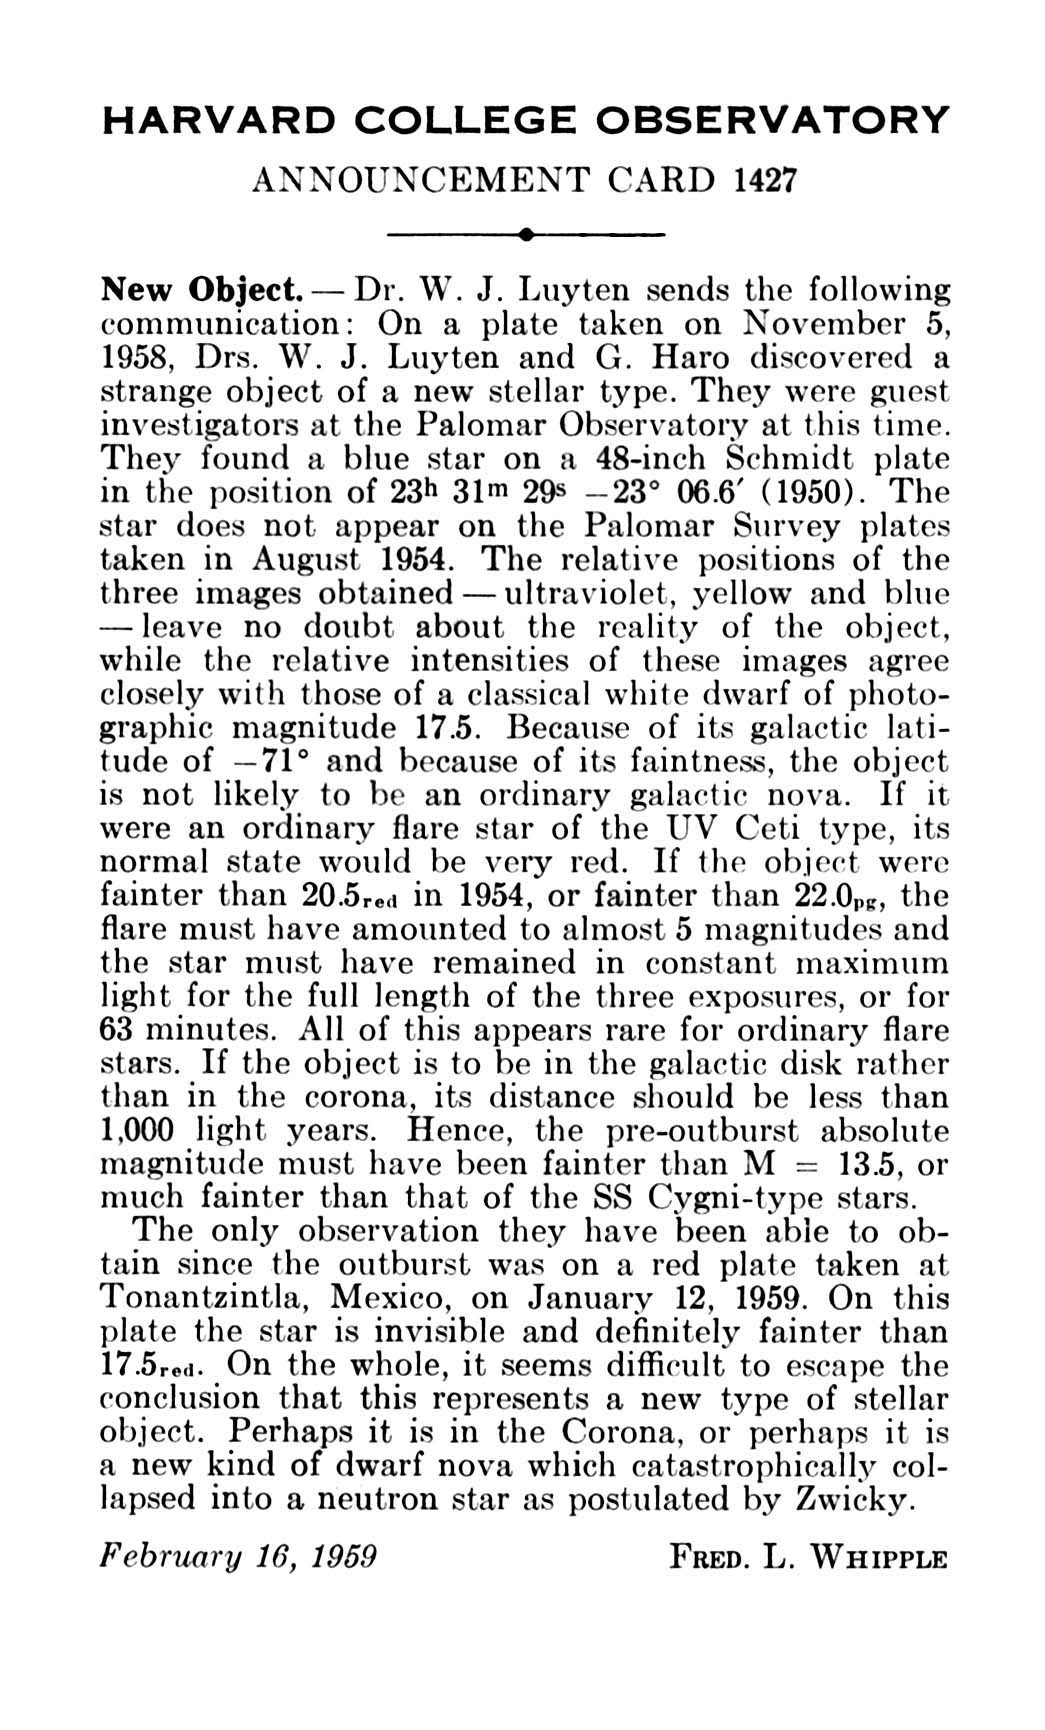 HARVARD COLLEGE OBSERVATORY
ANNOUNCEMENT CARD 1427
New Object. — Dr. W. J. Luyten sends the following
communication: On a plate taken on November 5,
1958, Drs. W. J. Luyten and G. Haro discovered a
strange object of a new stellar type. They were guest
investigators at the Palomar Observatory at this time.
They found a blue star on a 48-inch Schmidt plate
in the position of 23h 31m 29s −23° 06.6′ (1950). The
star does not appear on the Palomar Survey plates
taken in August 1954. The relative positions of the
three images obtained — ultraviolet, yellow and blue
— leave no doubt about the reality of the object,
while the relative intensities of these images agree
closely with those of a classical white dwarf of photo-
graphic magnitude 17.5. Because of its galactic lati-
tude of −71° and because of its faintness, the object
is not likely to be an ordinary galactic nova. If it
were an ordinary flare star of the UV Ceti type, its
normal state would be very red. If the object were
fainter than 20.5red in 1954, or fainter than 22.0pg, the
flare must have amounted to almost 5 magnitudes and
the star must have remained in constant maximum
light for the full length of the three exposures, or for
63 minutes. All of this appears rare for ordinary flare
stars. If the object is to be in the galactic disk rather
than in the corona, its distance should be less than
1,000 light years. Hence, the pre-outburst absolute
magnitude must have been fainter than M = 13.5, or
much fainter than that of the SS Cygni-type stars.
The only observation they have been able to ob-
tain since the outburst was on a red plate taken at
Tonantzintla, Mexico, on January 12, 1959. On this
plate the star is invisible and definitely fainter than
17.5red. On the whole, it seems difficult to escape the
conclusion that this represents a new type of stellar
object. Perhaps it is in the Corona, or perhaps it is
a new kind of dwarf nova which catastrophically col-
lapsed into a neutron star as postulated by Zwicky.
February 16, 1959 FRED. L. WHIPPLE